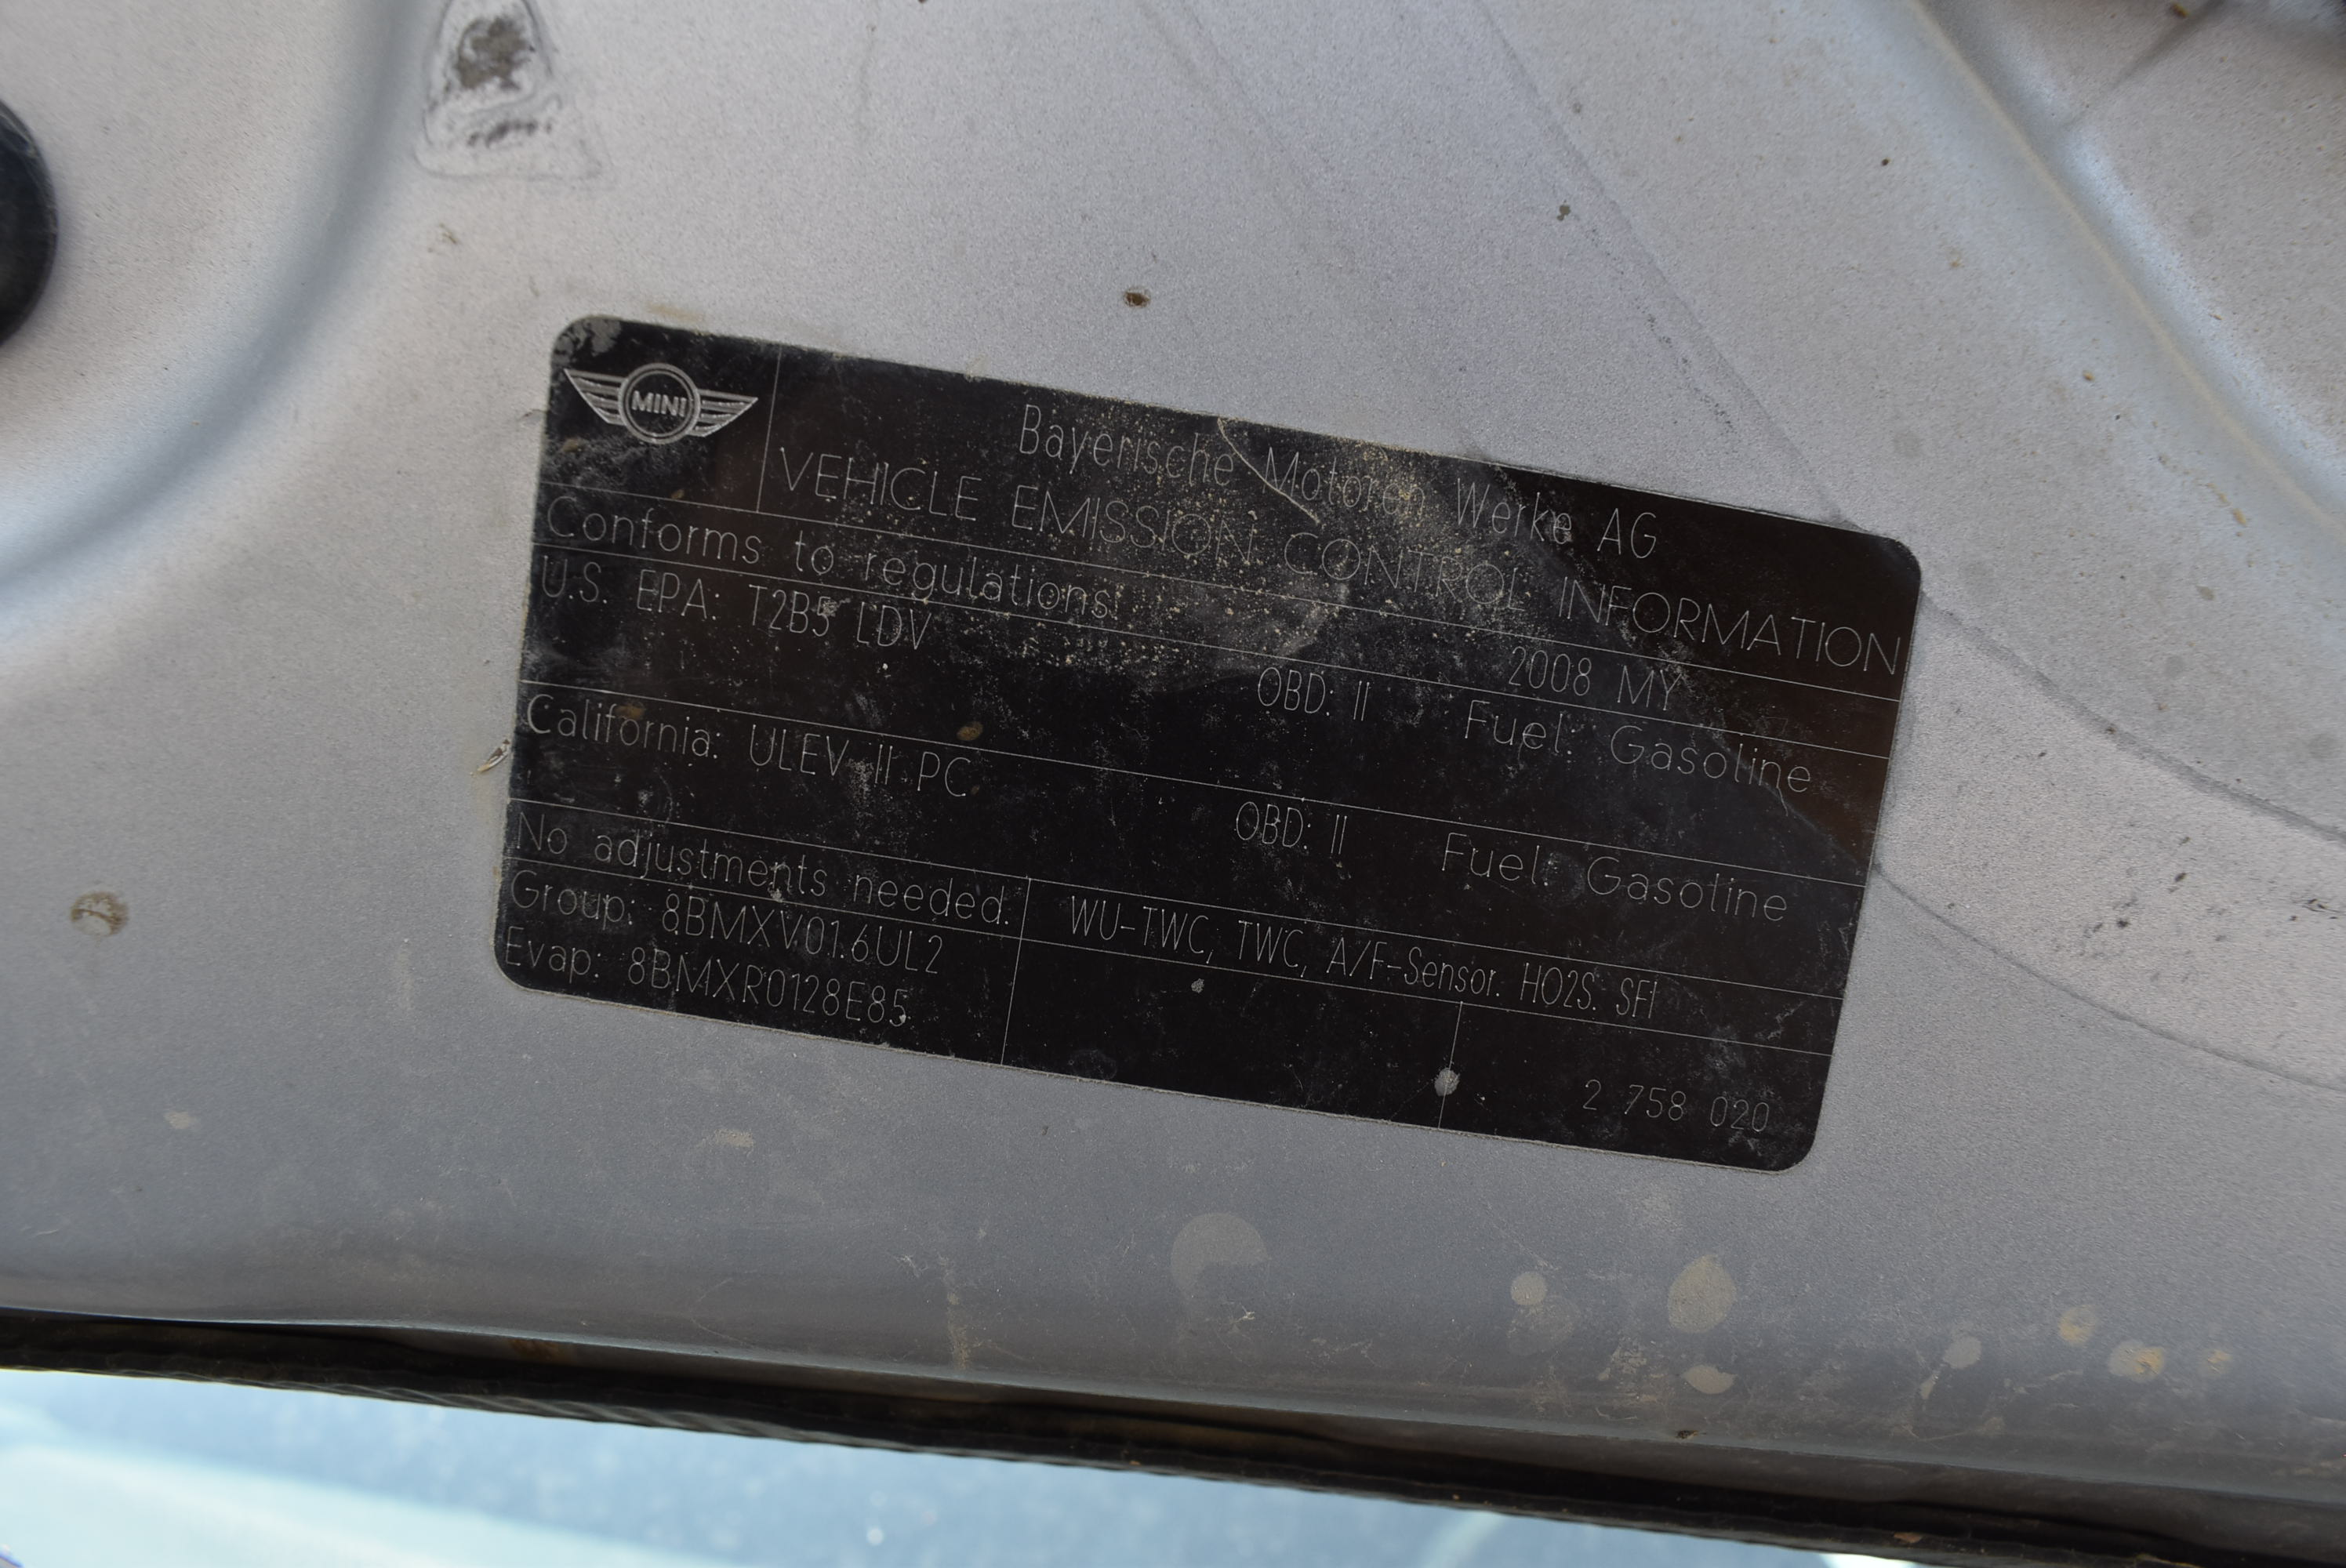 MINI
Bayerische Motoren Werke AG
VEHICLE EMISSION CONTROL INFORMATION
Conforms to regulations: 2008 MY
U.S. EPA: T2B5 LDV OBD: II Fuel: Gasoline
California: ULEV II PC OBD: II Fuel: Gasoline
No adjustments needed. WU-TWC, TWC, A/F-Sensor. HO2S. SFI
Group: 8BMXV01.6UL2
Evap: 8BMXR0128E85
2 758 020